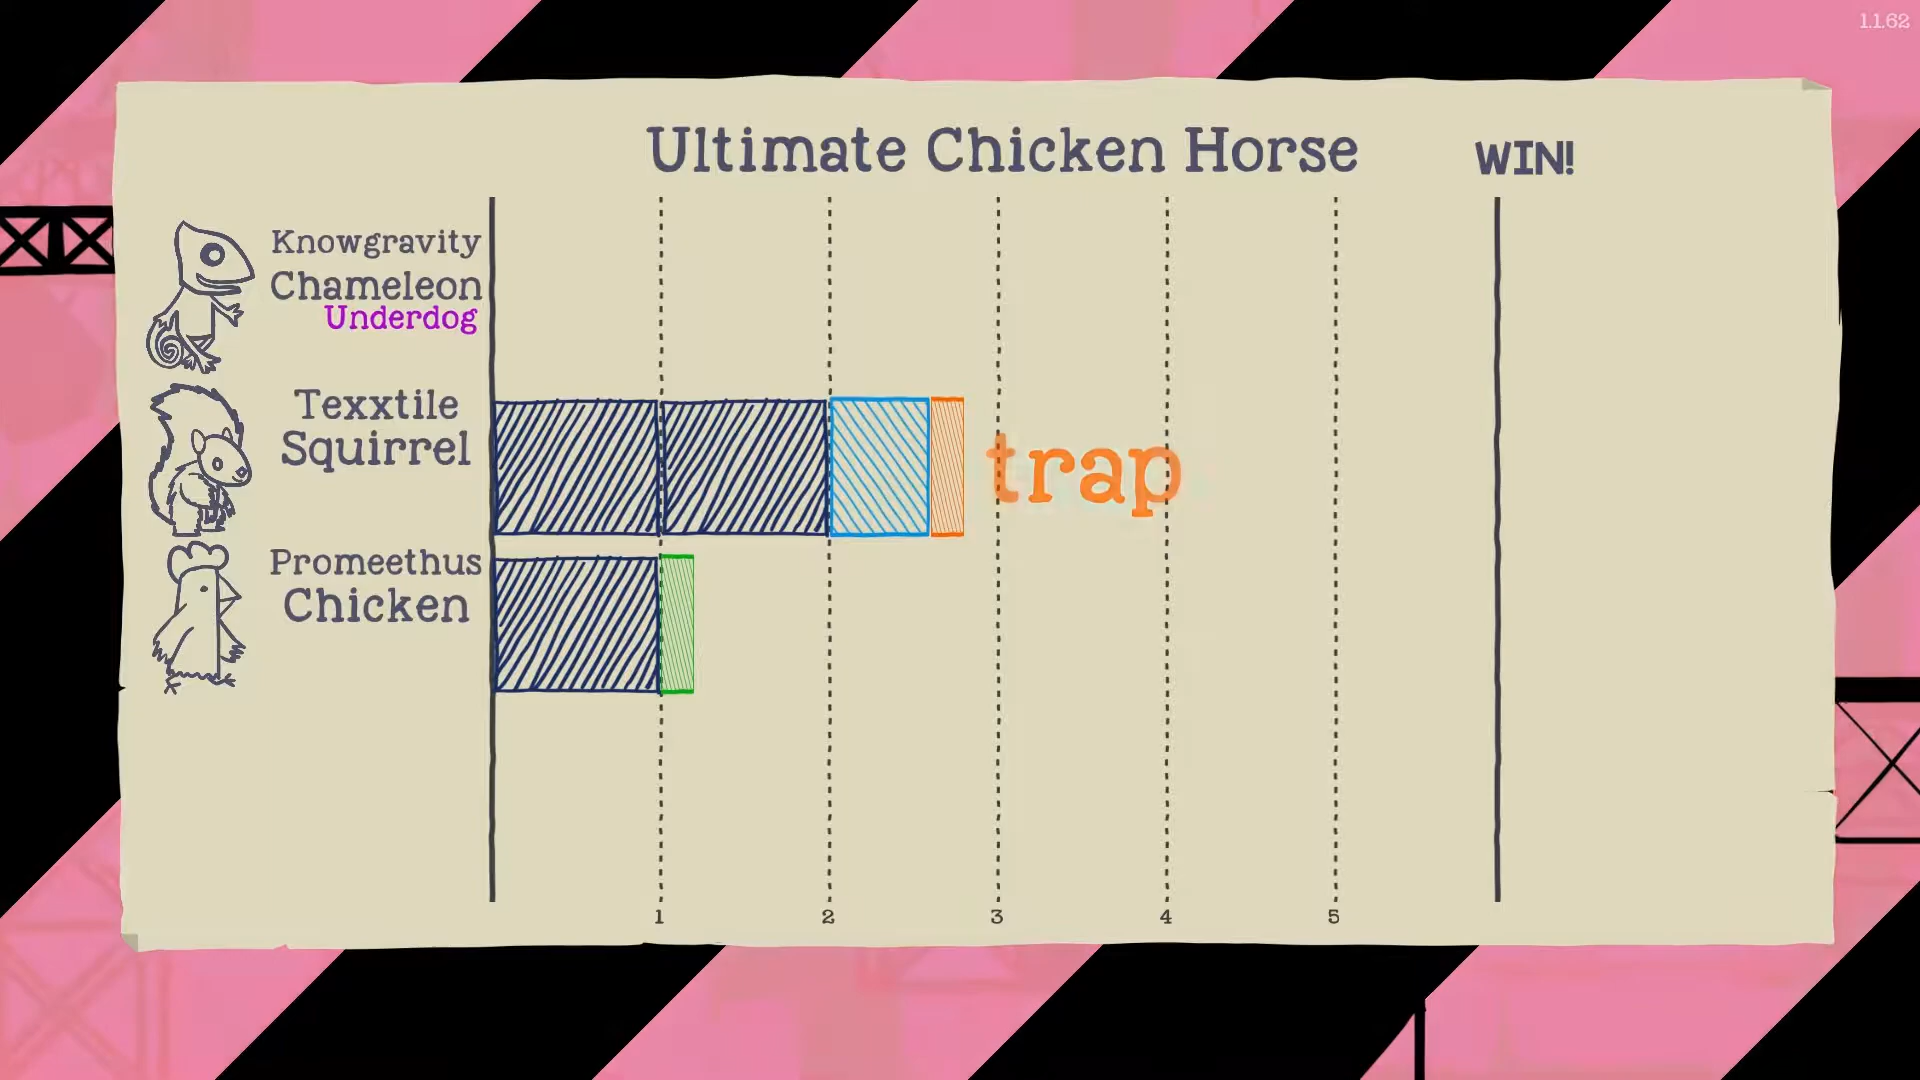 1.1.62
Ultimate Chicken Horse
WIN!
Knowgravity
Chameleon
Underdog
Texxtile
Squirrel
trap
Promeethus
Chicken
1 2 3 4 5